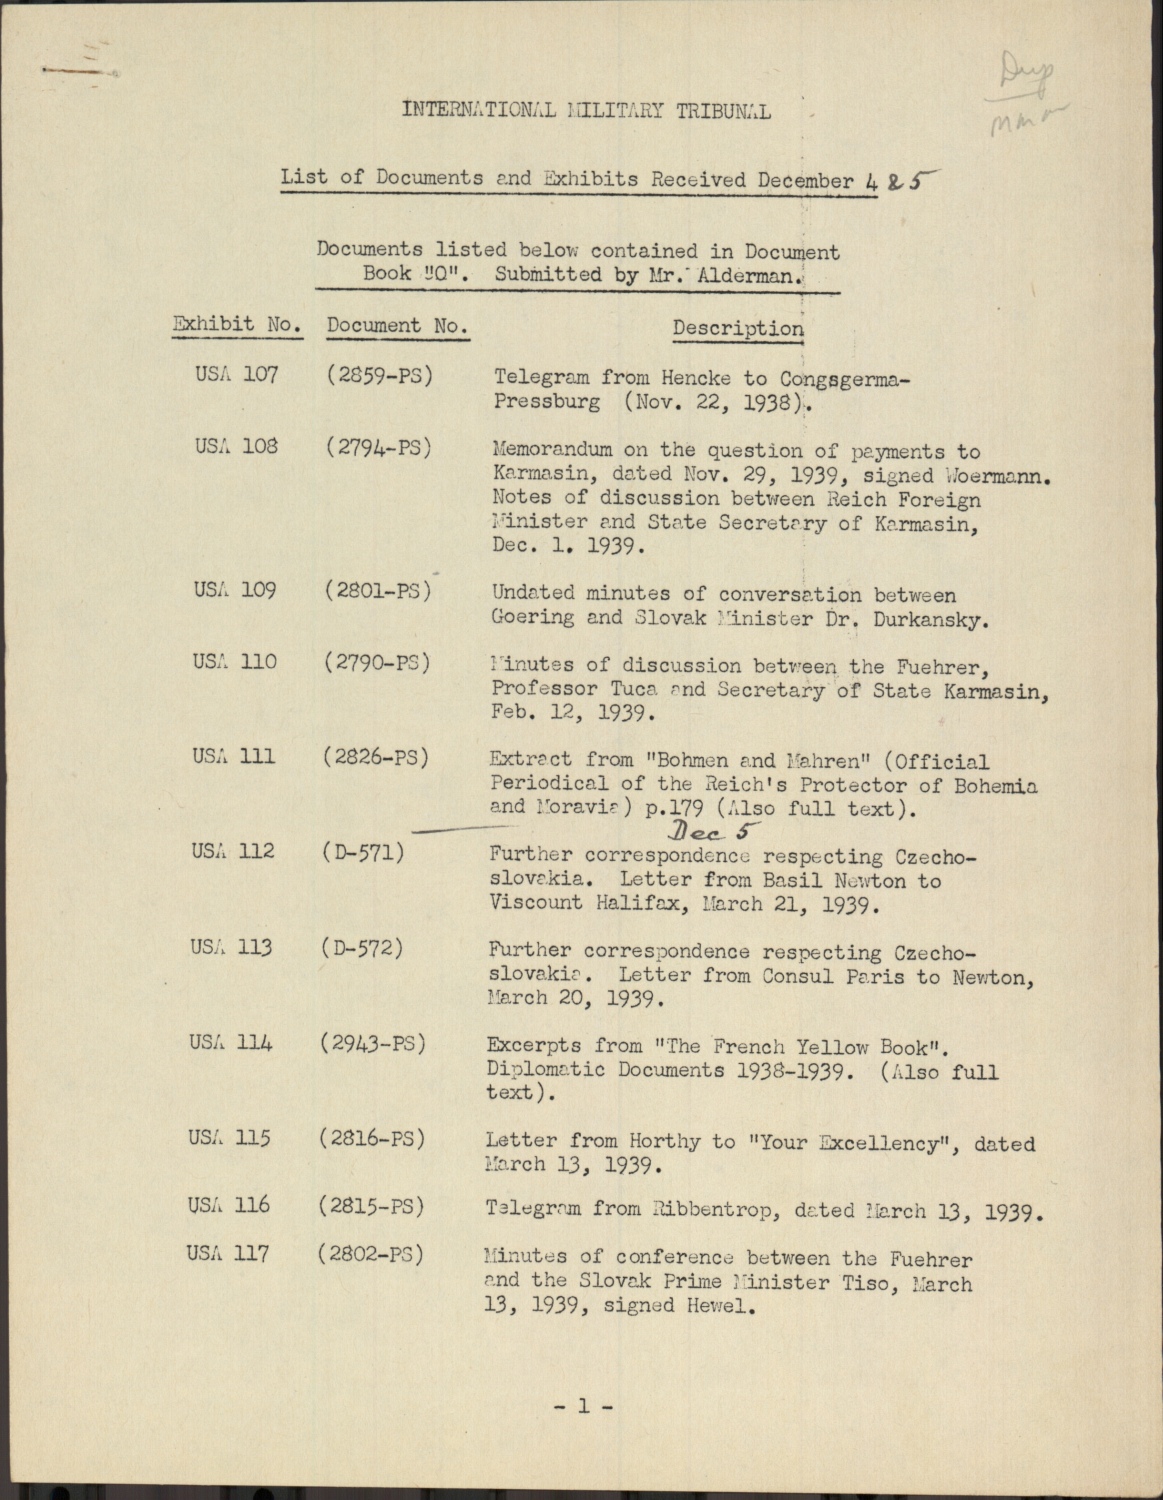 Dup
INTERNATIONAL MILITARY TRIBUNAL
List of Documents and Exhibits Received December 4 & 5
Documents listed below contained in Document
Book "O". Submitted by Mr. Alderman.
Exhibit No. Document No. Description
USA 107 (2859-PS) Telegram from Hencke to Congsgerma-
Pressburg (Nov. 22, 1938).
USA 108 (2794-PS) Memorandum on the question of payments to
Karmasin, dated Nov. 29, 1939, signed Woermann.
Notes of discussion between Reich Foreign
Minister and State Secretary of Karmasin,
Dec. 1. 1939.
USA 109 (2801-PS) Undated minutes of conversation between
Goering and Slovak Minister Dr. Durkansky.
USA 110 (2790-PS) Minutes of discussion between the Fuehrer,
Professor Tuca and Secretary of State Karmasin,
Feb. 12, 1939.
USA 111 (2826-PS) Extract from "Bohmen and Mahren" (Official
Periodical of the Reich's Protector of Bohemia
and Moravia) p.179 (Also full text).
Dec 5
USA 112 (D-571) Further correspondence respecting Czecho-
slovakia. Letter from Basil Newton to
Viscount Halifax, March 21, 1939.
USA 113 (D-572) Further correspondence respecting Czecho-
slovakia. Letter from Consul Paris to Newton,
March 20, 1939.
USA 114 (2943-PS) Excerpts from "The French Yellow Book".
Diplomatic Documents 1938-1939. (Also full
text).
USA 115 (2816-PS) Letter from Horthy to "Your Excellency", dated
March 13, 1939.
USA 116 (2815-PS) Telegram from Ribbentrop, dated March 13, 1939.
USA 117 (2802-PS) Minutes of conference between the Fuehrer
and the Slovak Prime Minister Tiso, March
13, 1939, signed Hewel.
- 1 -